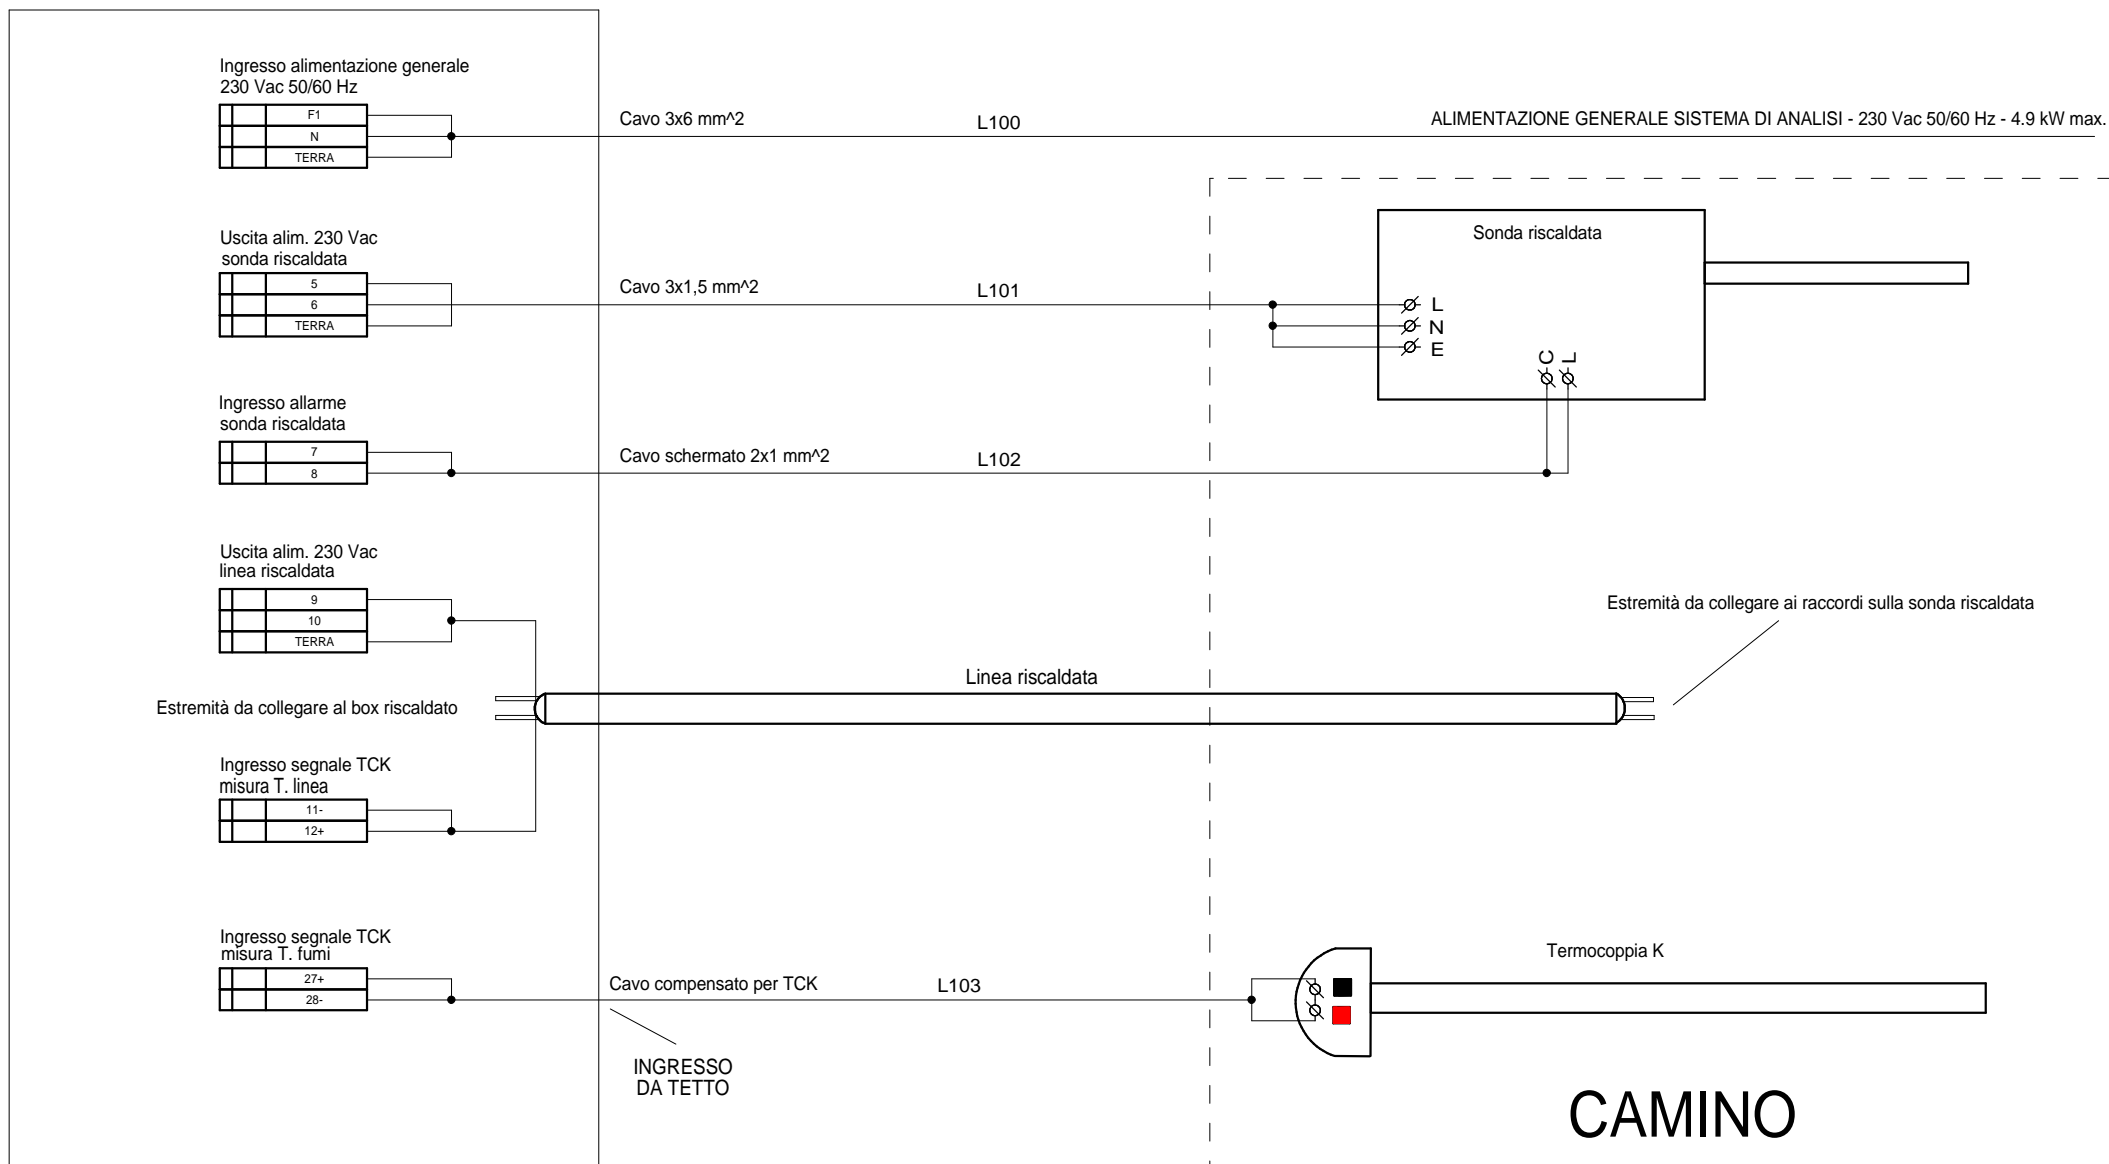 Ingresso alimentazione generale
230 Vac 50/60 Hz
F1
N
TERRA
Cavo 3x6 mm^2
L100
ALIMENTAZIONE GENERALE SISTEMA DI ANALISI - 230 Vac 50/60 Hz - 4.9 kW max.
Uscita alim. 230 Vac
sonda riscaldata
5
6
TERRA
Cavo 3x1,5 mm^2
L101
Sonda riscaldata
L
N
E
C
L
Ingresso allarme
sonda riscaldata
7
8
Cavo schermato 2x1 mm^2
L102
Uscita alim. 230 Vac
linea riscaldata
9
10
TERRA
Estremità da collegare ai raccordi sulla sonda riscaldata
Linea riscaldata
Estremità da collegare al box riscaldato
Ingresso segnale TCK
misura T. linea
11-
12+
Ingresso segnale TCK
misura T. fumi
27+
28-
Cavo compensato per TCK
L103
Termocoppia K
INGRESSO
DA TETTO
CAMINO